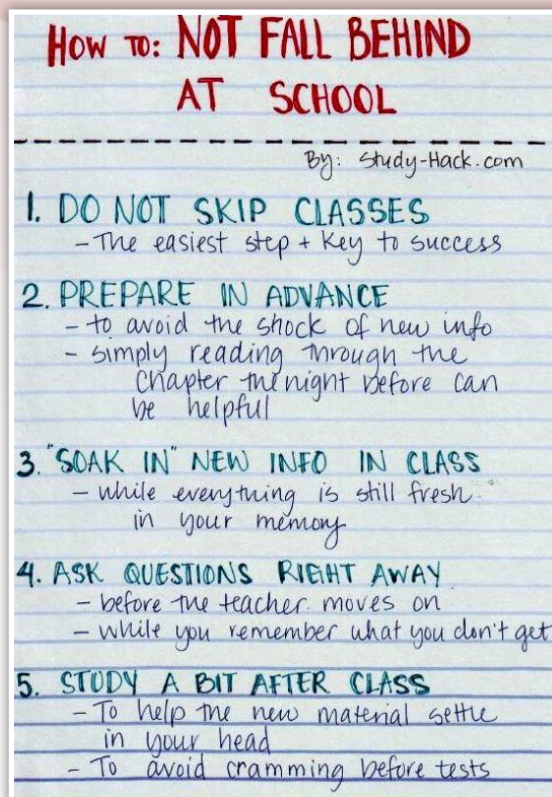 HOW TO: NOT FALL BEHIND
AT SCHOOL
By: Study-Hack.com
1. DO NOT SKIP CLASSES
- The easiest step + key to success
2. PREPARE IN ADVANCE
- to avoid the shock of new info
- simply reading through the
chapter the night before can
be helpful
3. "SOAK IN" NEW INFO IN CLASS
- while everything is still fresh
in your memory
4. ASK QUESTIONS RIGHT AWAY
- before the teacher moves on
- while you remember what you don't get
5. STUDY A BIT AFTER CLASS
- To help the new material settle
in your head
- To avoid cramming before tests